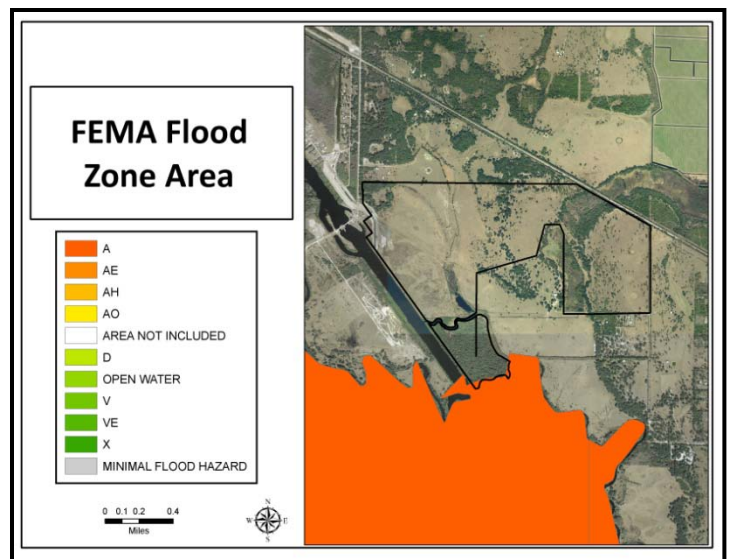 FEMA Flood
Zone Area
A
AE
AH
AO
AREA NOT INCLUDED
D
OPEN WATER
V
VE
X
MINIMAL FLOOD HAZARD
0 0.1 0.2 0.4
Miles
N
W E
S